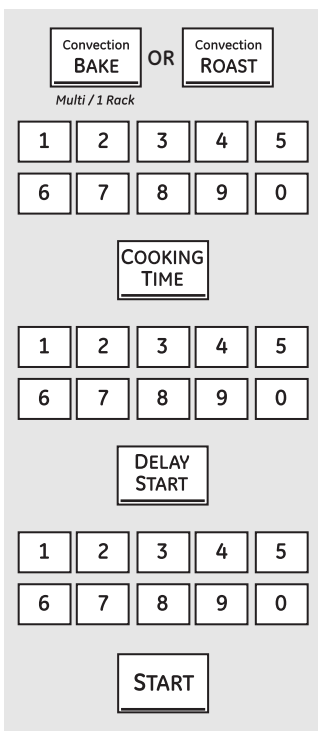 Convection Convection
BAKE OR ROAST
Multi / 1 Rack
1 2 3 4 5
6 7 8 9 0
COOKING
TIME
1 2 3 4 5
6 7 8 9 0
DELAY
START
1 2 3 4 5
6 7 8 9 0
START